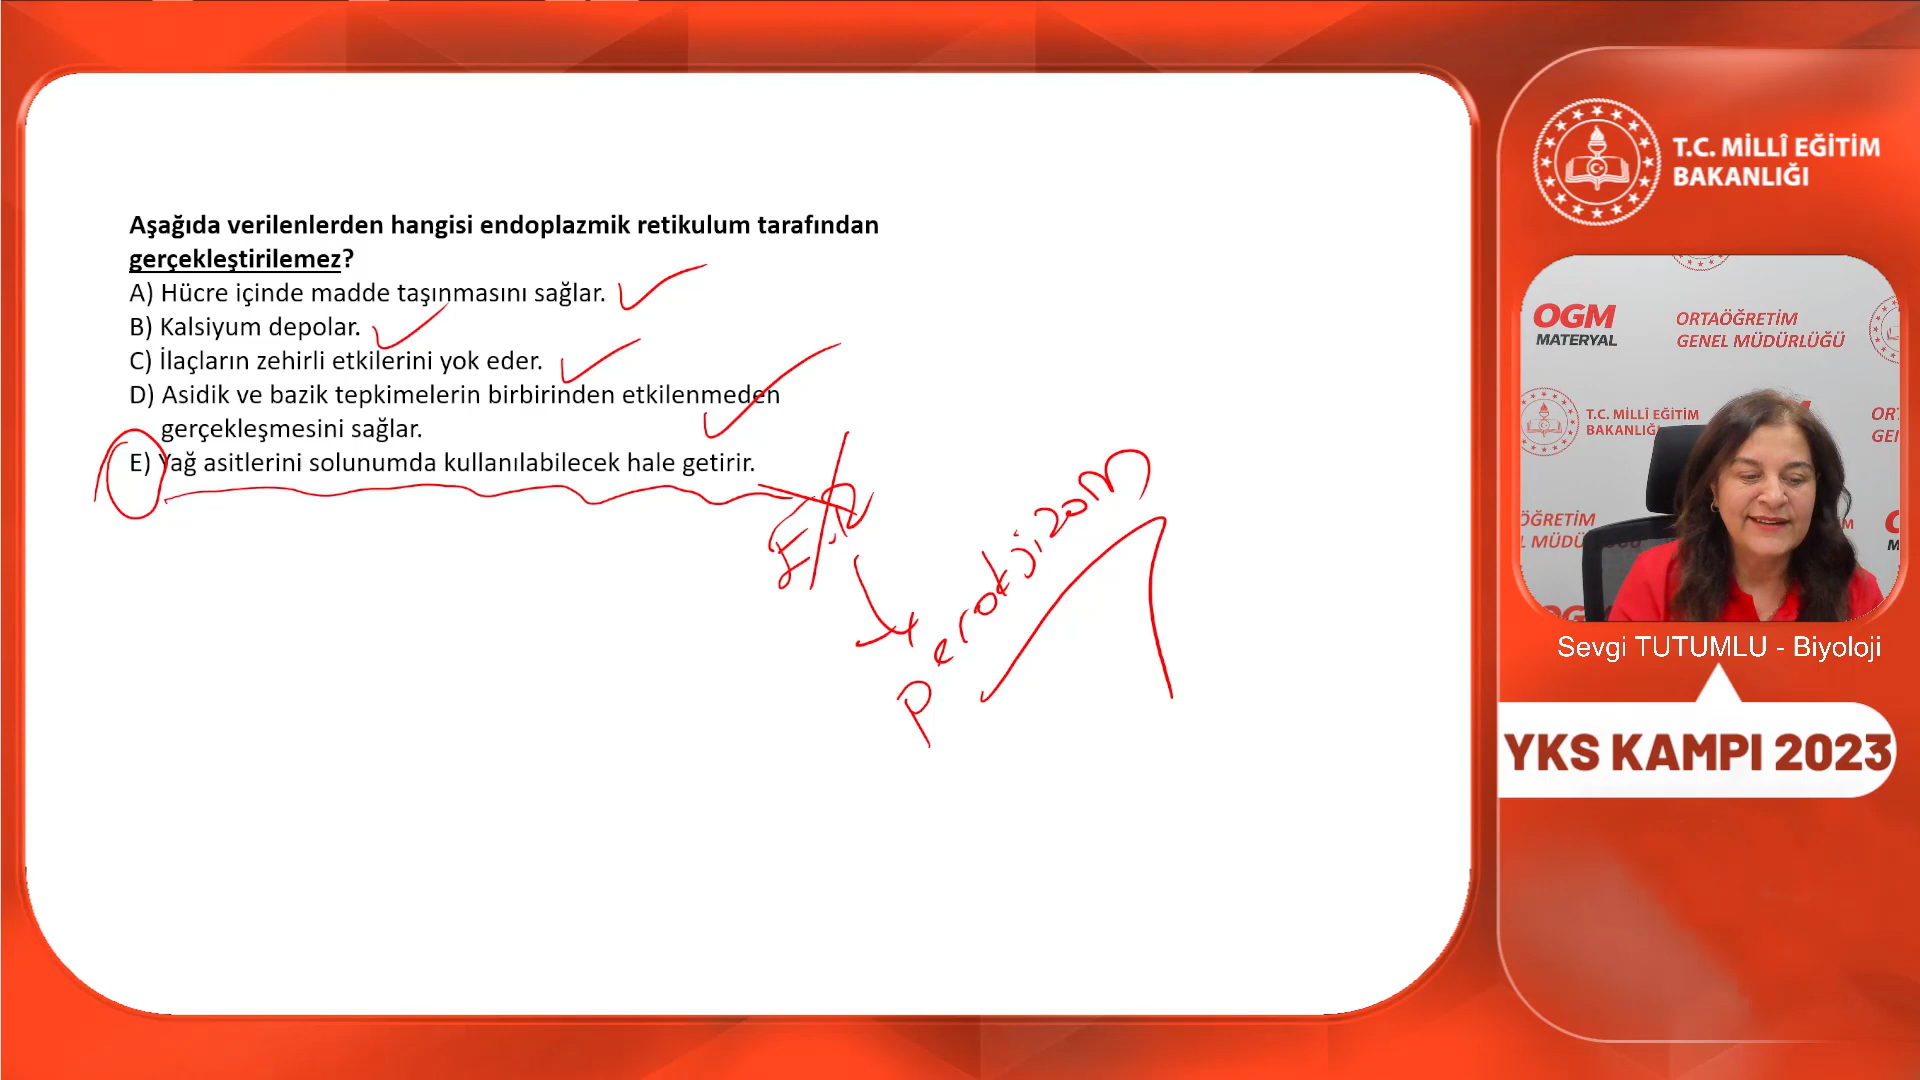 Aşağıda verilenlerden hangisi endoplazmik retikulum tarafından
gerçekleştirilemez?
A) Hücre içinde madde taşınmasını sağlar.
B) Kalsiyum depolar.
C) İlaçların zehirli etkilerini yok eder.
D) Asidik ve bazik tepkimelerin birbirinden etkilenmeden
gerçekleşmesini sağlar.
E) Yağ asitlerini solunumda kullanılabilecek hale getirir.
E.R
Peroksizom
T.C. MİLLÎ EĞİTİM
BAKANLIĞI
OGM
MATERYAL
ORTAÖĞRETİM
GENEL MÜDÜRLÜĞÜ
T.C. MİLLÎ EĞİTİM
BAKANLIĞI
Sevgi TUTUMLU - Biyoloji
YKS KAMPI 2023